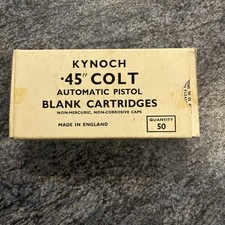 KYNOCH
·45" COLT
AUTOMATIC PISTOL
BLANK CARTRIDGES
NON-MERCURIC, NON-CORROSIVE CAPS
MADE IN ENGLAND
QUANTITY
50